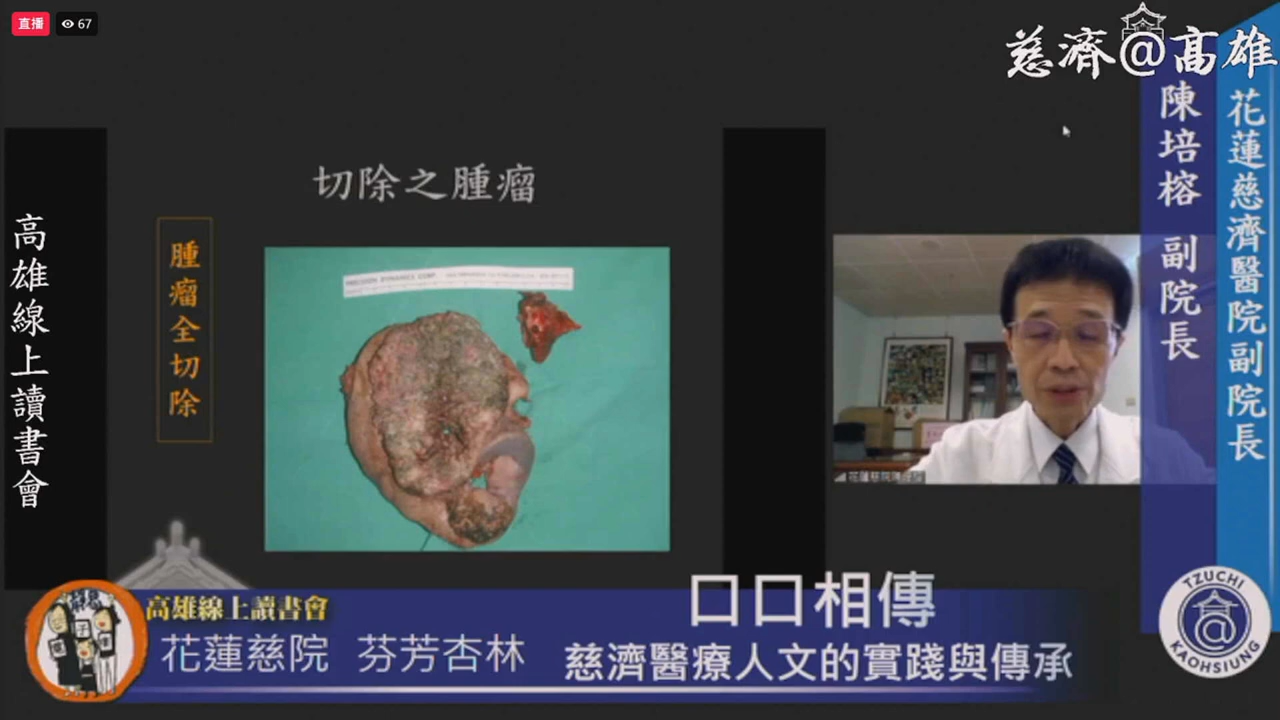 直播
67
慈濟@高雄
花蓮慈濟醫院副院長
陳培榕 副院長
高雄線上讀書會
切除之腫瘤
腫瘤全切除
PRECISION DYNAMICS CORP.
高雄線上讀書會
花蓮慈院 芬芳杏林
口口相傳
慈濟醫療人文的實踐與傳承
TZUCHI
@
KAOHSIUNG